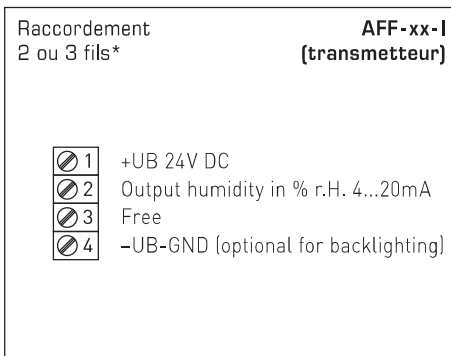 Raccordement AFF-xx-I
2 ou 3 fils* (transmetteur)
1 +UB 24V DC
2 Output humidity in % r.H. 4...20mA
3 Free
4 –UB-GND (optional for backlighting)